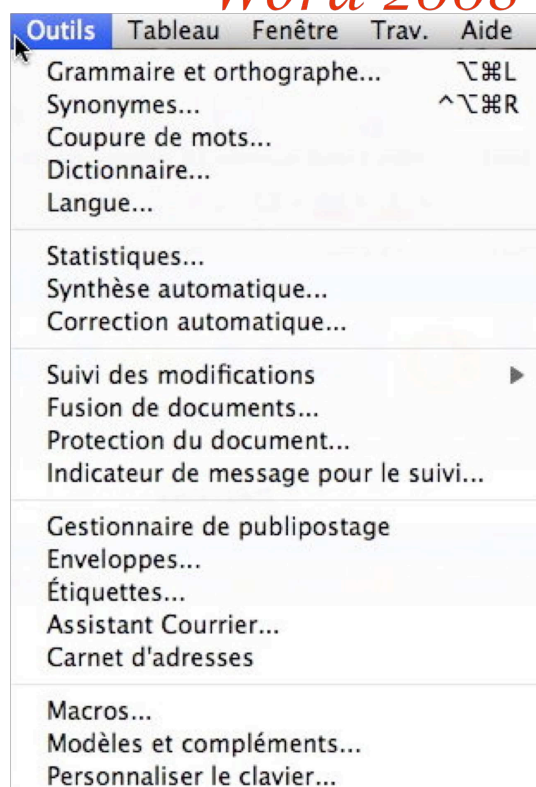 Word 2008
Outils Tableau Fenêtre Trav. Aide
Grammaire et orthographe... ⌥⌘L
Synonymes... ^⌥⌘R
Coupure de mots...
Dictionnaire...
Langue...
Statistiques...
Synthèse automatique...
Correction automatique...
Suivi des modifications
Fusion de documents...
Protection du document...
Indicateur de message pour le suivi...
Gestionnaire de publipostage
Enveloppes...
Étiquettes...
Assistant Courrier...
Carnet d'adresses
Macros...
Modèles et compléments...
Personnaliser le clavier...